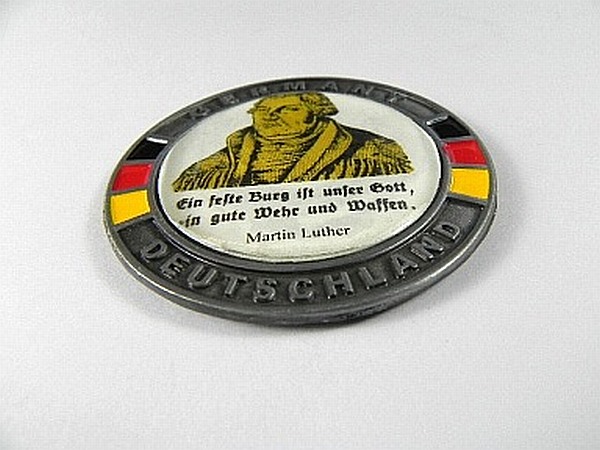 GERMANY
Ein feste Burg ist unser Gott,
ein gute Wehr und Waffen.
Martin Luther
DEUTSCHLAND